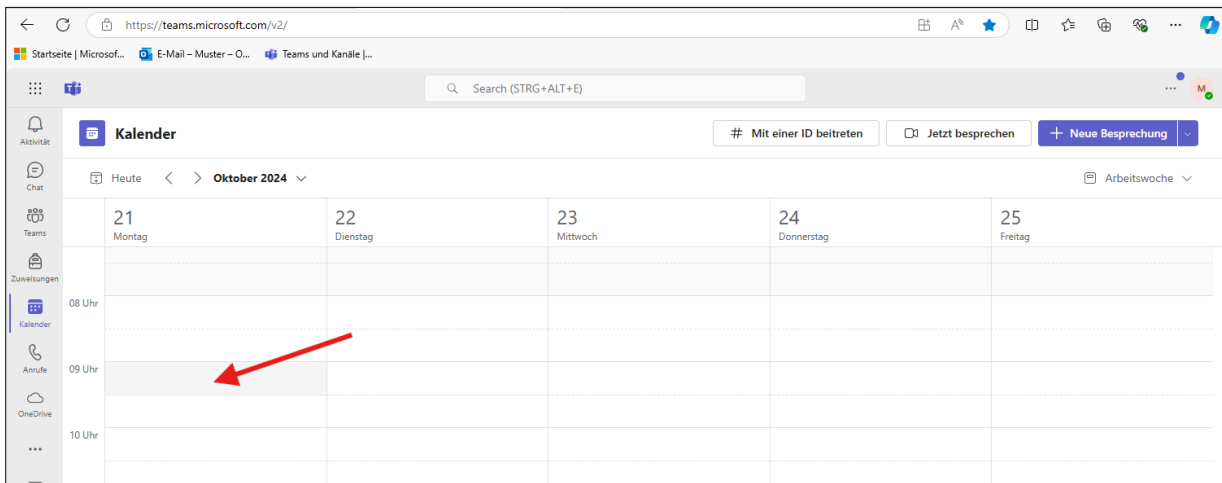 https://teams.microsoft.com/v2/
Startseite | Microsof... E-Mail – Muster – O... Teams und Kanäle |...
Search (STRG+ALT+E)
M
Aktivität
Kalender
# Mit einer ID beitreten
Jetzt besprechen
+ Neue Besprechung
Chat
Heute
Oktober 2024
Arbeitswoche
Teams
21 22 23 24 25
Montag Dienstag Mittwoch Donnerstag Freitag
Zuweisungen
08 Uhr
Kalender
09 Uhr
Anrufe
OneDrive
10 Uhr